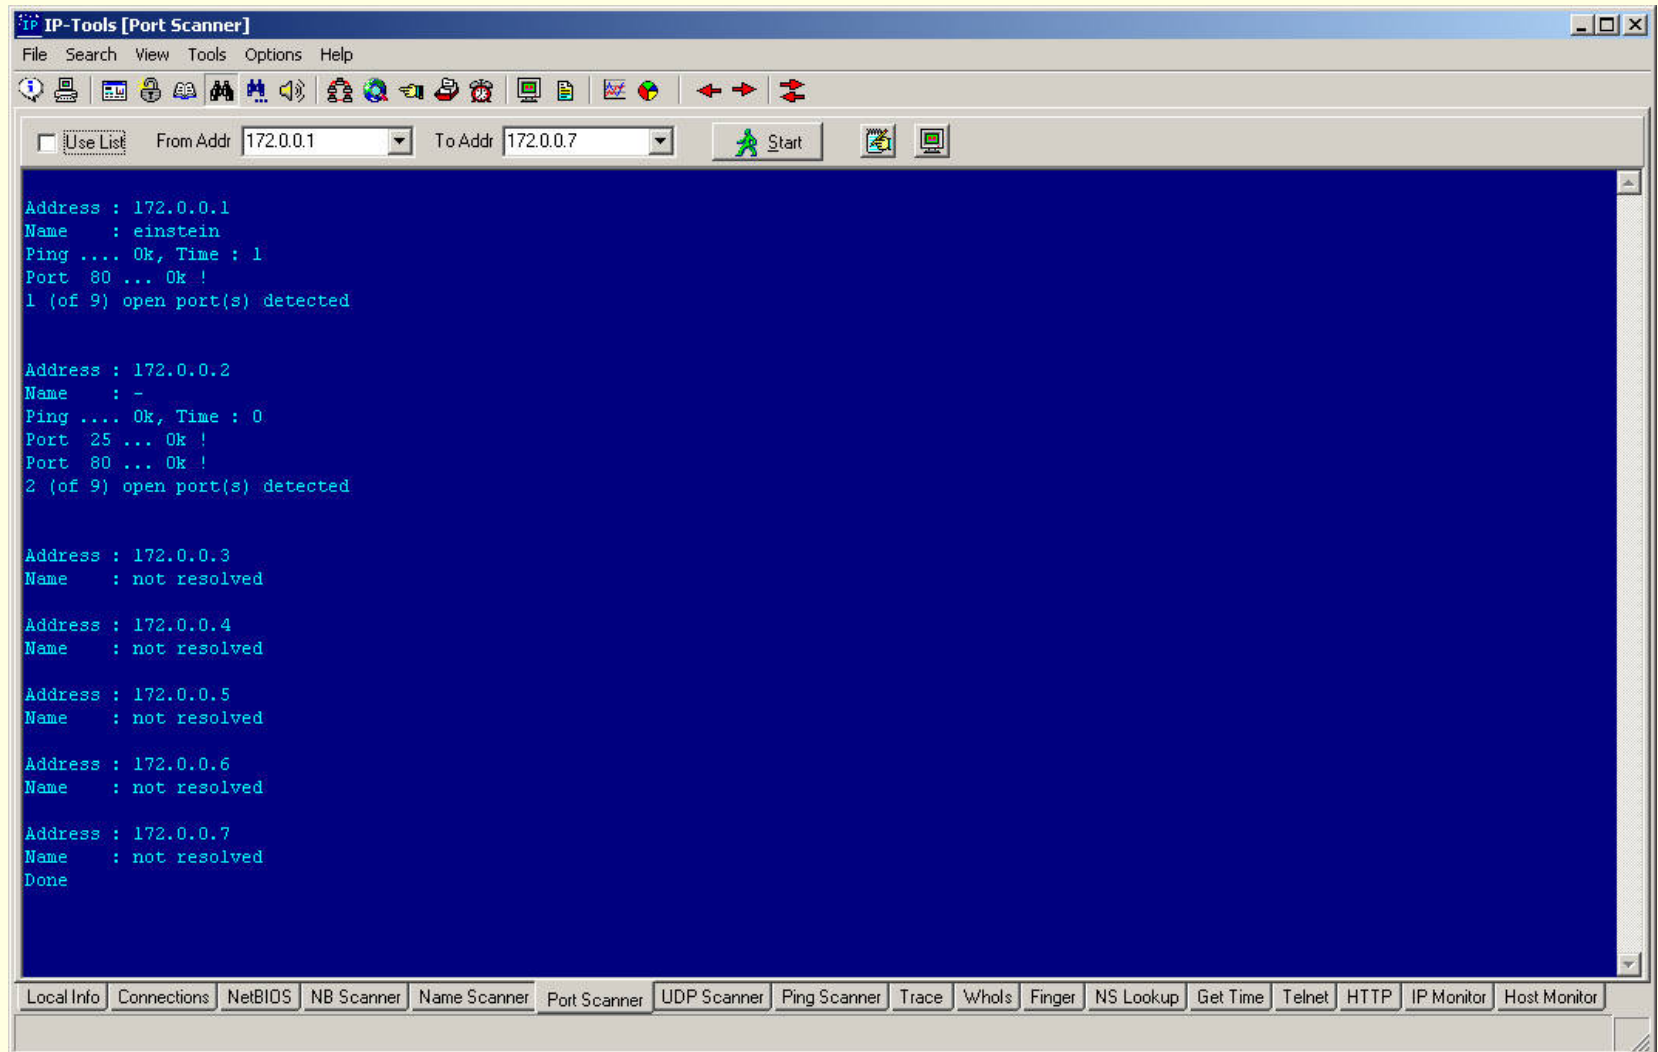 IP IP-Tools [Port Scanner]
File Search View Tools Options Help
Use List From Addr 172.0.0.1 To Addr 172.0.0.7 Start
Address : 172.0.0.1
Name    : einstein
Ping .... Ok, Time : 1
Port  80 ... Ok !
1 (of 9) open port(s) detected
Address : 172.0.0.2
Name    : -
Ping .... Ok, Time : 0
Port  25 ... Ok !
Port  80 ... Ok !
2 (of 9) open port(s) detected
Address : 172.0.0.3
Name    : not resolved
Address : 172.0.0.4
Name    : not resolved
Address : 172.0.0.5
Name    : not resolved
Address : 172.0.0.6
Name    : not resolved
Address : 172.0.0.7
Name    : not resolved
Done
Local Info Connections NetBIOS NB Scanner Name Scanner Port Scanner UDP Scanner Ping Scanner Trace WhoIs Finger NS Lookup Get Time Telnet HTTP IP Monitor Host Monitor